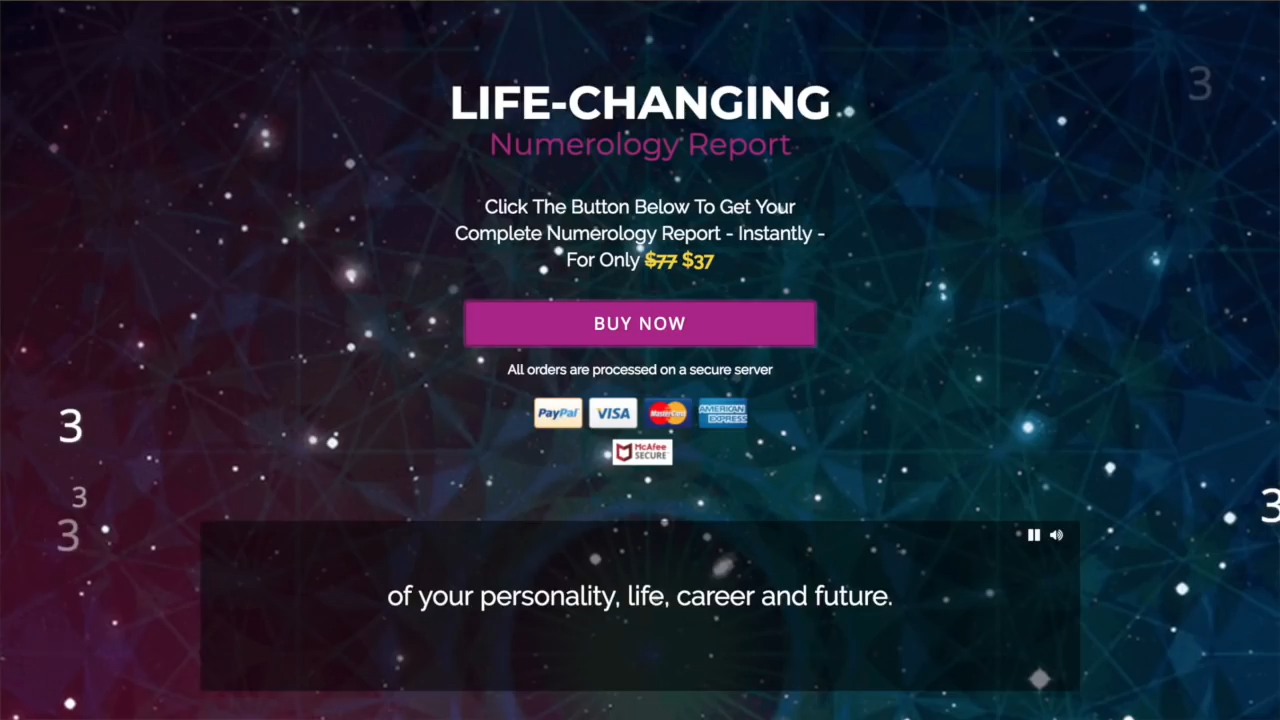 3
LIFE-CHANGING
Numerology Report
Click The Button Below To Get Your
Complete Numerology Report - Instantly -
For Only $77 $37
BUY NOW
All orders are processed on a secure server
PayPal VISA MasterCard AMERICAN EXPRESS
McAfee
SECURE
3
3
3
3
of your personality, life, career and future.